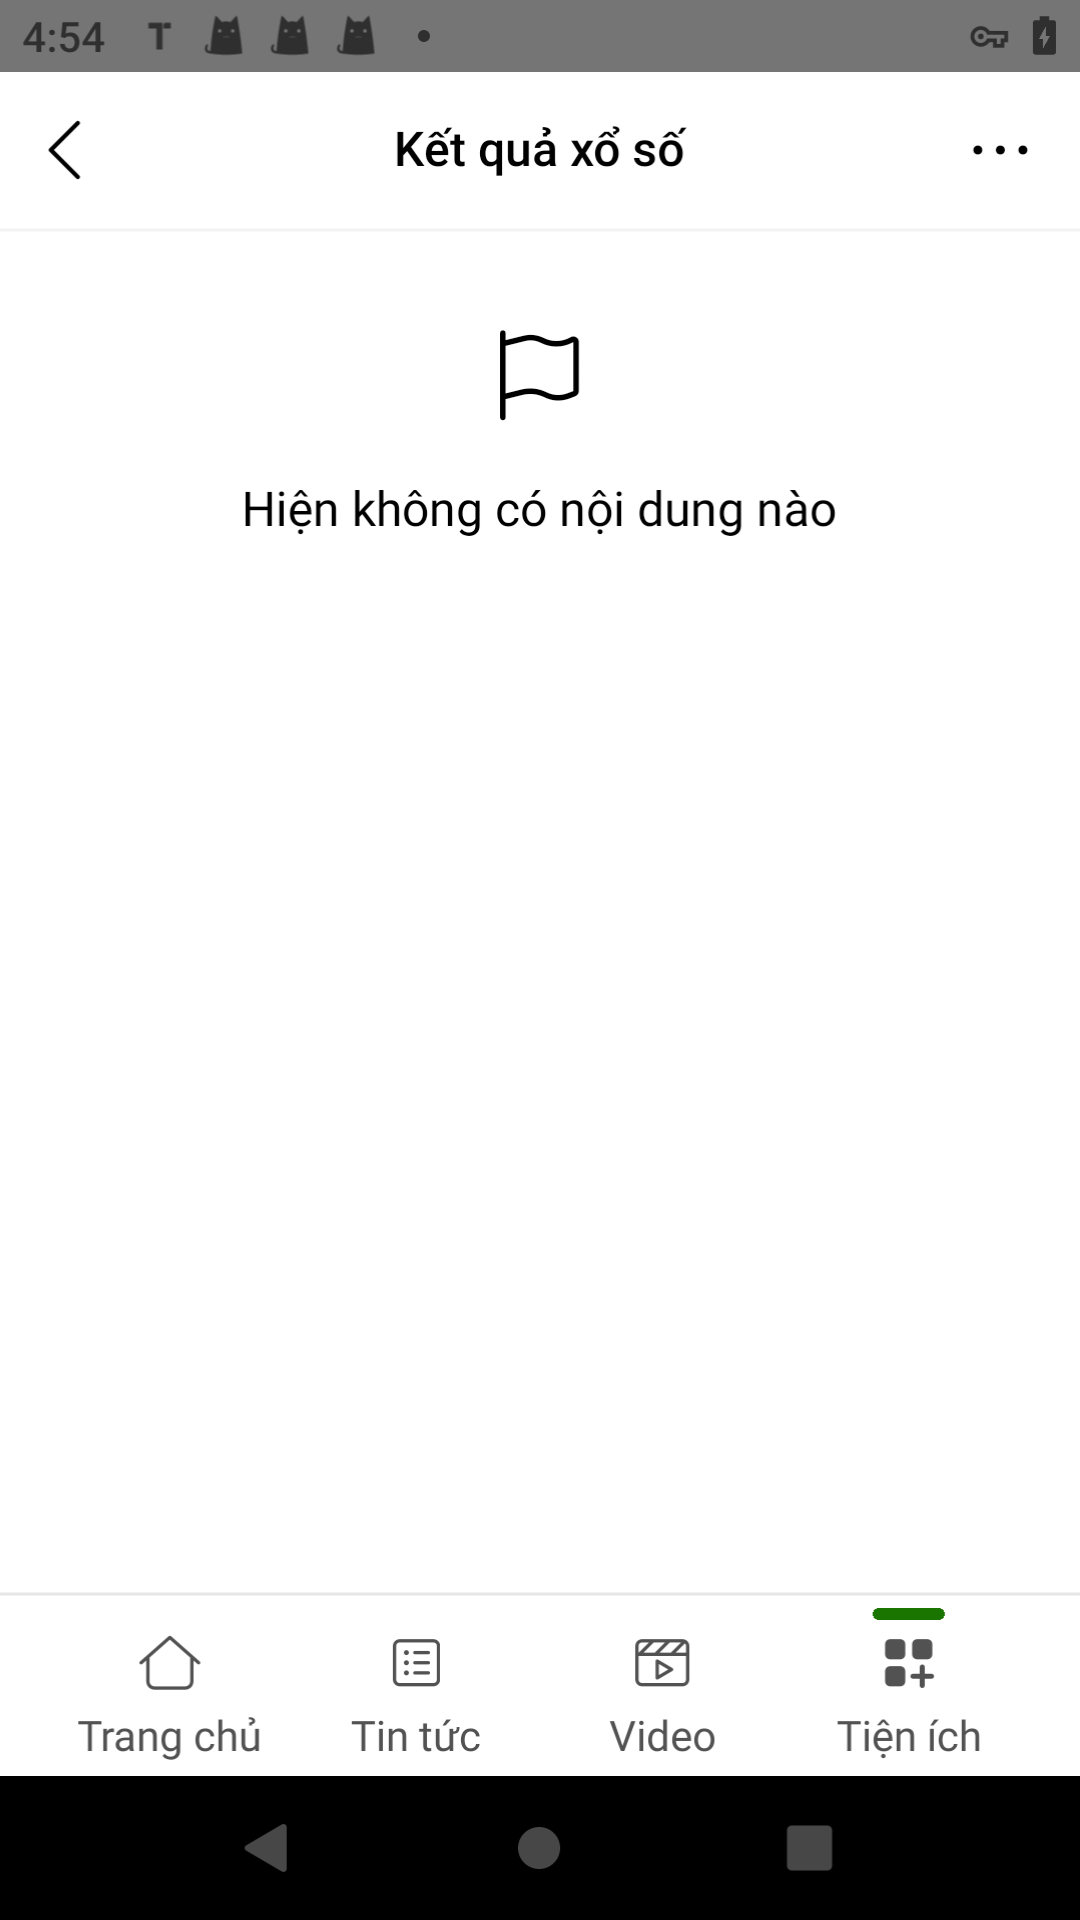 4:54
Kết quả xổ số
Hiện không có nội dung nào
Trang chủ
Tin tức
Video
Tiện ích